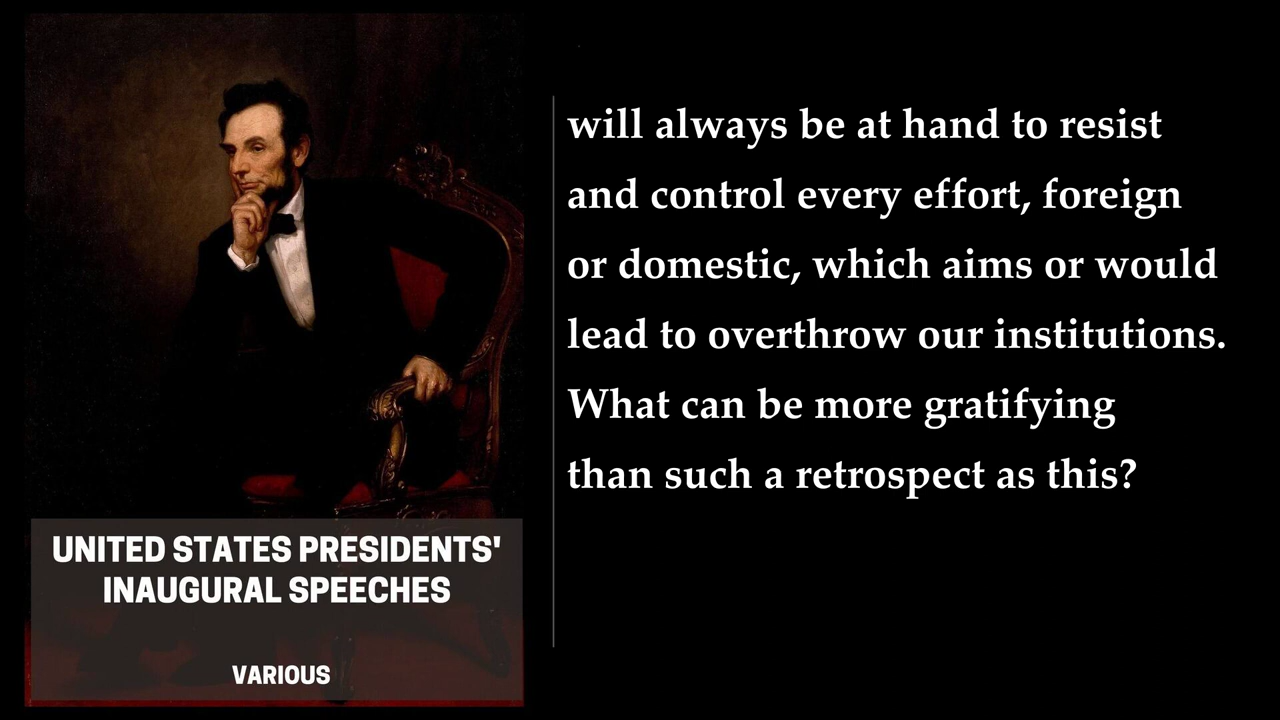 will always be at hand to resist
and control every effort, foreign
or domestic, which aims or would
lead to overthrow our institutions.
What can be more gratifying
than such a retrospect as this?
UNITED STATES PRESIDENTS'
INAUGURAL SPEECHES
VARIOUS